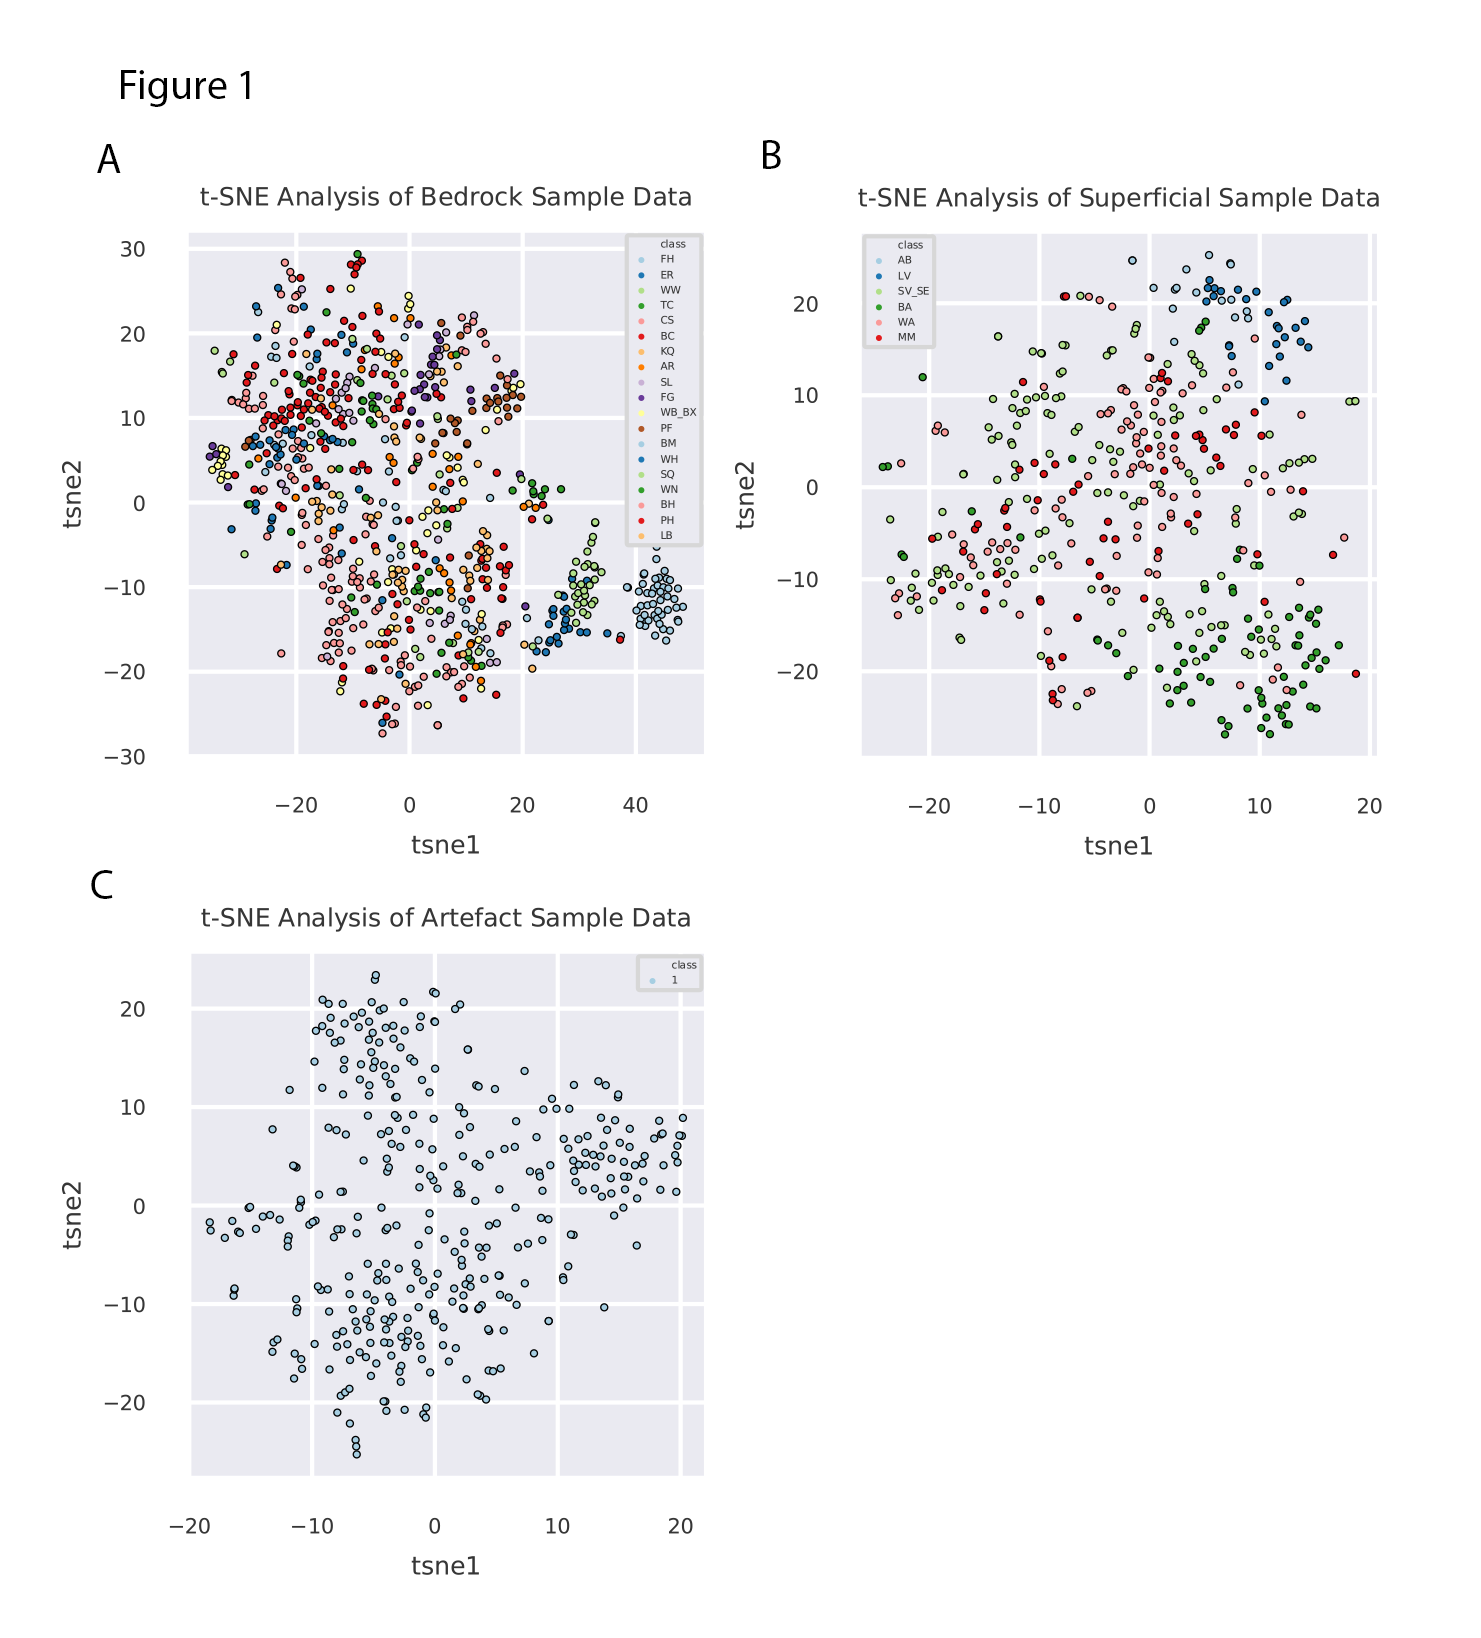 Figure 1
A
t-SNE Analysis of Bedrock Sample Data
30
20
10
0
−10
−20
−30
tsne2
−20 0 20 40
tsne1
class
FH
ER
WW
TC
CS
BC
KQ
AR
SL
FG
WB_BX
PF
BM
WH
SQ
WN
BH
PH
LB
B
t-SNE Analysis of Superficial Sample Data
20
10
0
−10
−20
tsne2
−20 −10 0 10 20
tsne1
class
AB
LV
SV_SE
BA
WA
MM
C
t-SNE Analysis of Artefact Sample Data
20
10
0
−10
−20
tsne2
−20 −10 0 10 20
tsne1
class
1